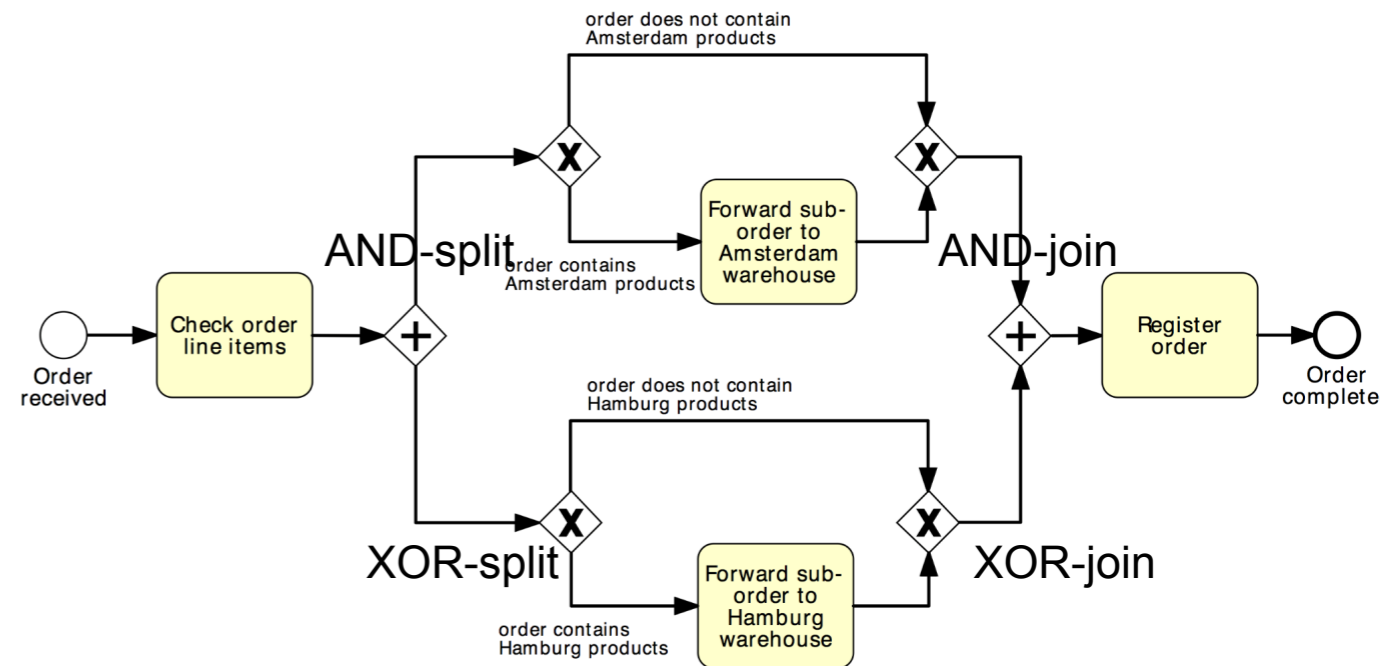 order does not contain
Amsterdam products
Forward sub-
order to
Amsterdam
warehouse
AND-split
AND-join
order contains
Amsterdam products
Check order
line items
Register
order
Order
received
Order
complete
order does not contain
Hamburg products
XOR-split
XOR-join
Forward sub-
order to
Hamburg
warehouse
order contains
Hamburg products